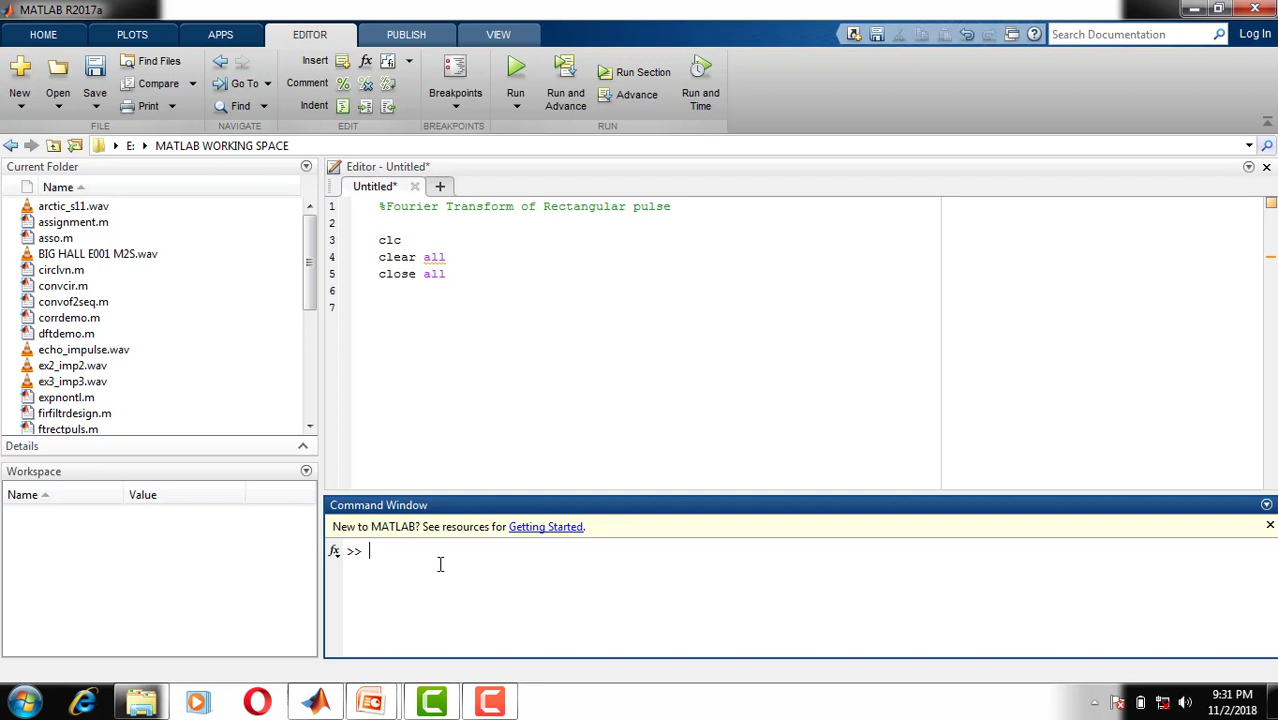 MATLAB R2017a
HOME PLOTS APPS EDITOR PUBLISH VIEW Search Documentation Log In
New Open Save Find Files Compare Print Go To Find Insert Comment Indent Breakpoints Run Run and Advance Run Section Advance Run and Time
FILE NAVIGATE EDIT BREAKPOINTS RUN
E: MATLAB WORKING SPACE
Current Folder
Name
arctic_s11.wav
assignment.m
asso.m
BIG HALL E001 M2S.wav
circlvn.m
convcir.m
convof2seq.m
corrdemo.m
dftdemo.m
echo_impulse.wav
ex2_imp2.wav
ex3_imp3.wav
expnontl.m
firfiltrdesign.m
ftrectpuls.m
Details
Workspace
Name Value
Editor - Untitled*
Untitled*
1 %Fourier Transform of Rectangular pulse
2
3 clc
4 clear all
5 close all
6
7
Command Window
New to MATLAB? See resources for Getting Started.
fx >>
9:31 PM
11/2/2018